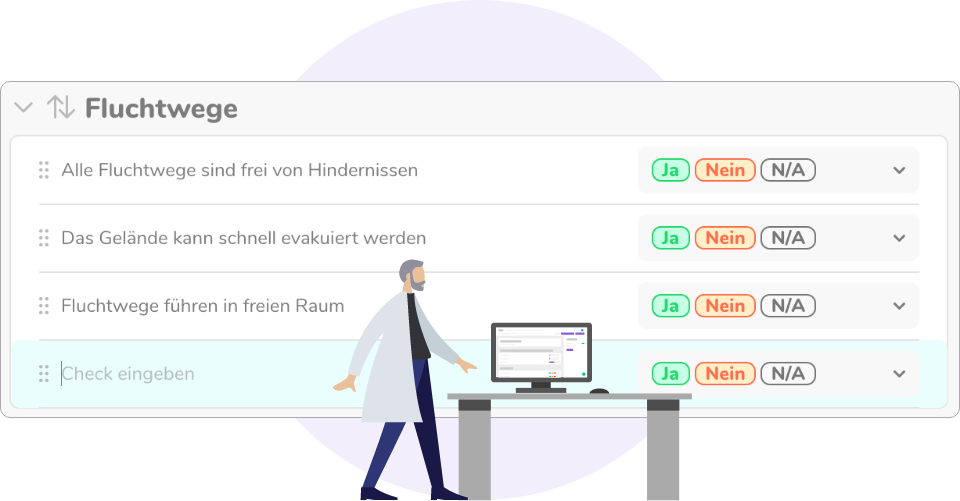 Fluchtwege
Alle Fluchtwege sind frei von Hindernissen Ja Nein N/A
Das Gelände kann schnell evakuiert werden Ja Nein N/A
Fluchtwege führen in freien Raum Ja Nein N/A
Check eingeben Ja Nein N/A